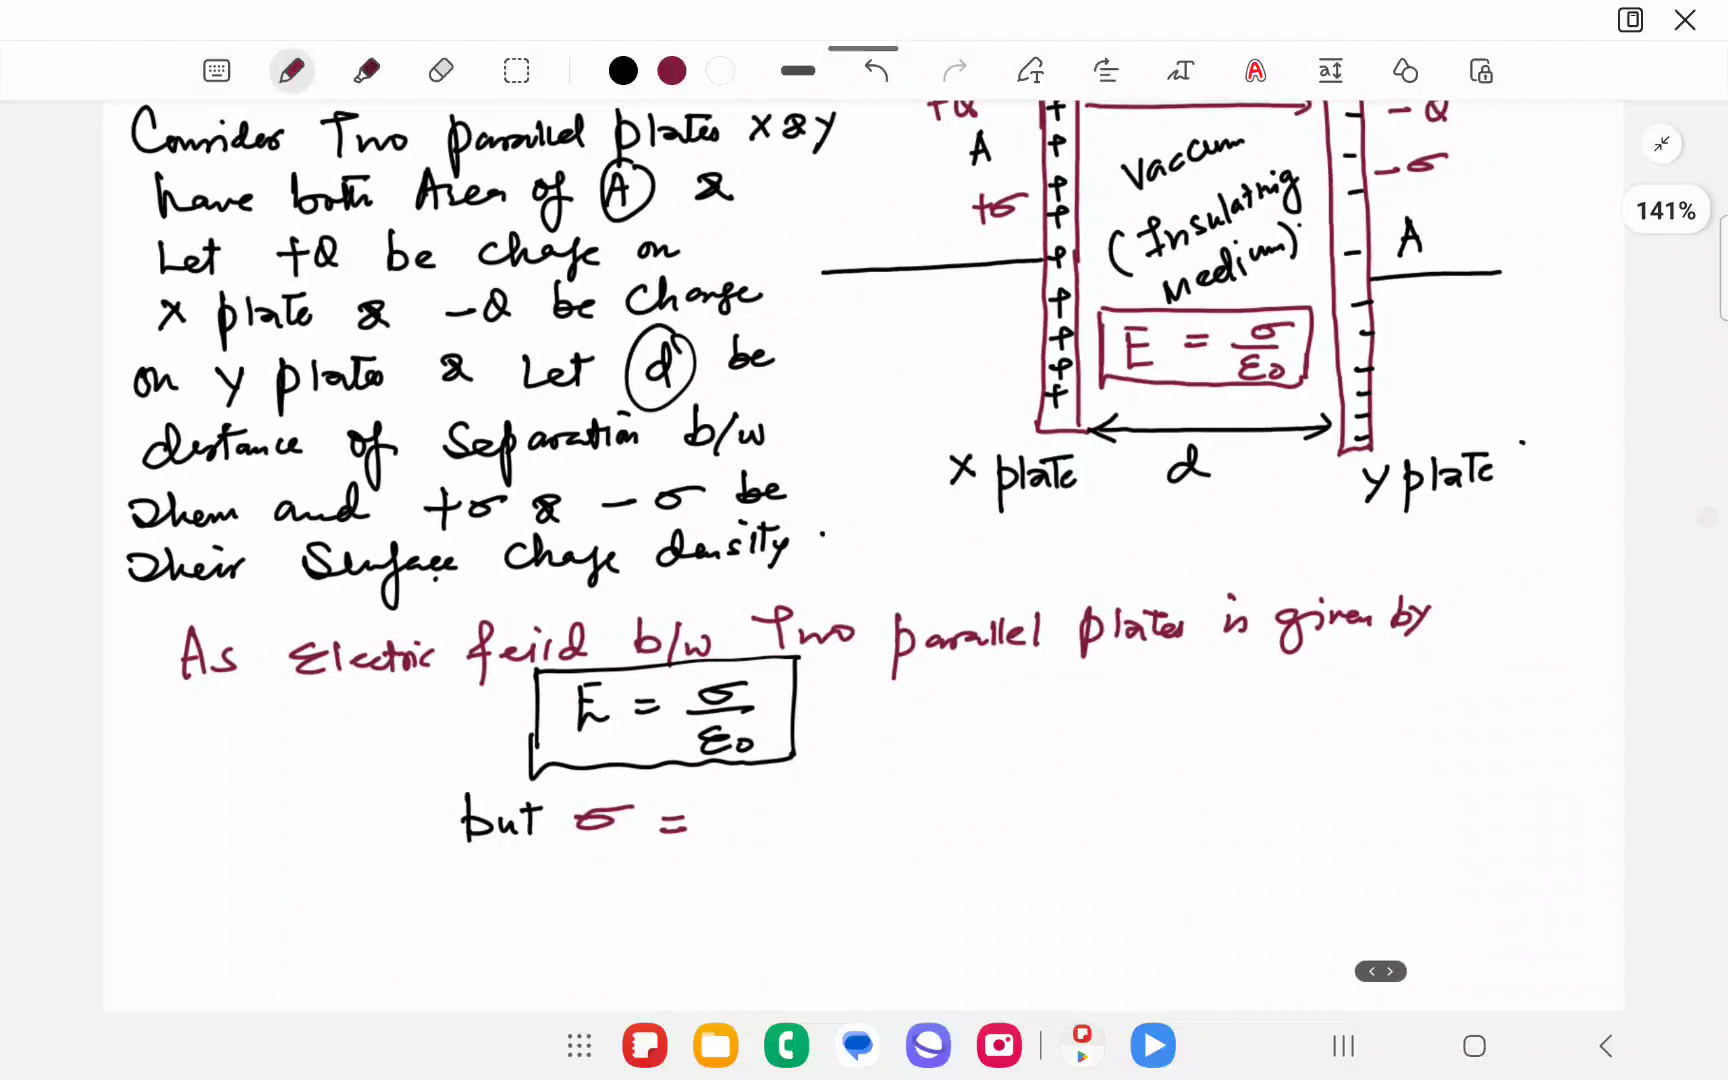 141%
Consider Two parallel plates X & Y
have both Area of A &
Let +Q be charge on
X plate & -Q be charge
on Y plates & Let d be
distance of Separation b/w
them and +σ & -σ be
their Surface charge density.
+Q
A
+σ
Vaccum
(Insulating
medium)
E = σ/ε0
- Q
-σ
A
X plate
d
Y plate
As Electric feild b/w Two parallel plates is given by
E = σ/ε0
but σ =